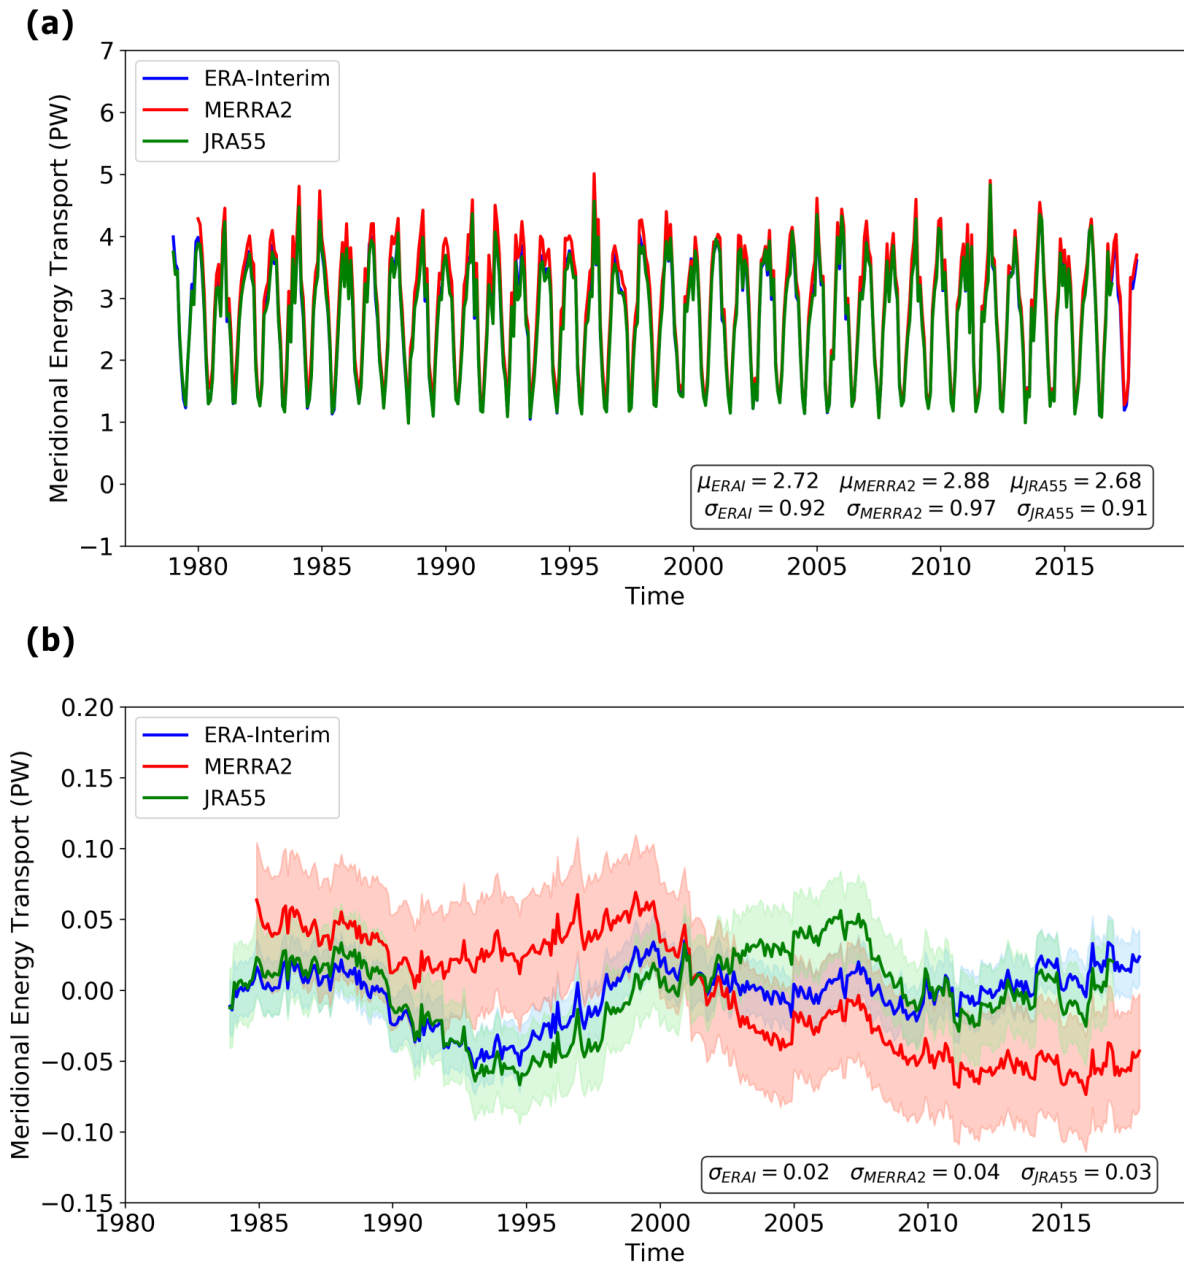 (a)
Meridional Energy Transport (PW)
7
6
5
4
3
2
1
0
−1
ERA-Interim
MERRA2
JRA55
μERAI = 2.72 μMERRA2 = 2.88 μJRA55 = 2.68
σERAI = 0.92 σMERRA2 = 0.97 σJRA55 = 0.91
1980 1985 1990 1995 2000 2005 2010 2015
Time
(b)
Meridional Energy Transport (PW)
0.20
0.15
0.10
0.05
0.00
−0.05
−0.10
−0.15
ERA-Interim
MERRA2
JRA55
σERAI = 0.02 σMERRA2 = 0.04 σJRA55 = 0.03
1980 1985 1990 1995 2000 2005 2010 2015
Time